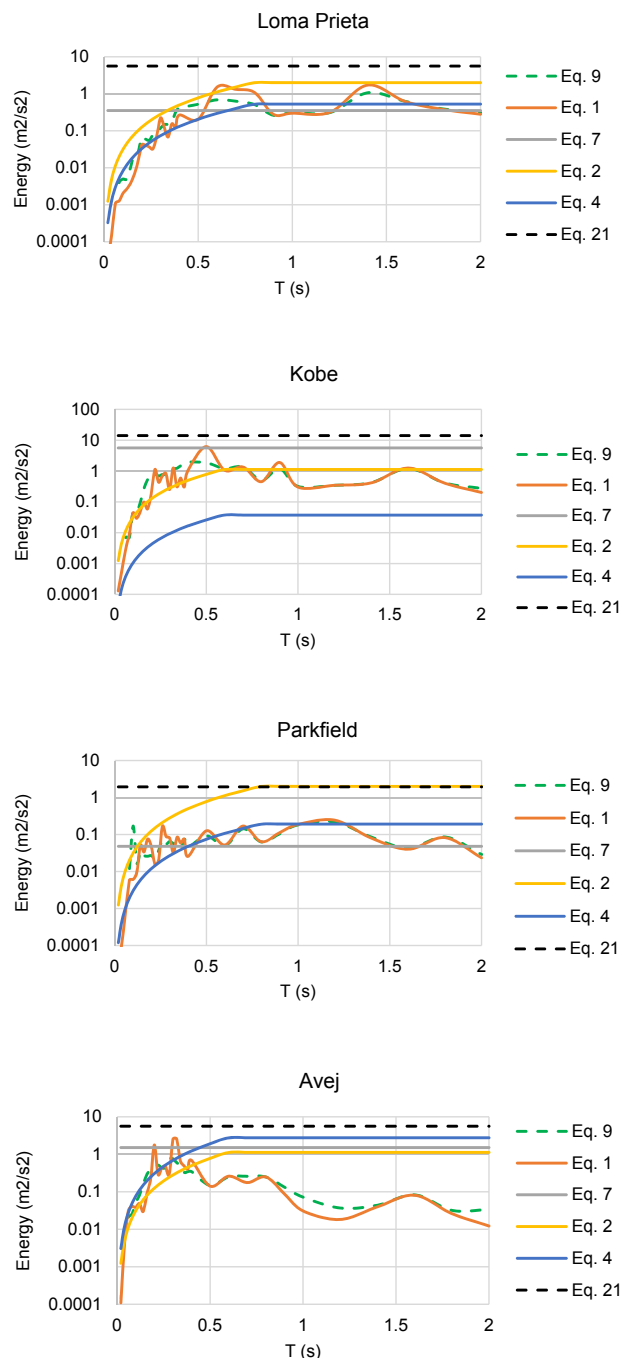 Loma Prieta
Energy (m2/s2)
10
1
0.1
0.01
0.001
0.0001
0 0.5 1 1.5 2
T (s)
Eq. 9
Eq. 1
Eq. 7
Eq. 2
Eq. 4
Eq. 21
Kobe
Energy (m2/s2)
100
10
1
0.1
0.01
0.001
0.0001
0 0.5 1 1.5 2
T (s)
Eq. 9
Eq. 1
Eq. 7
Eq. 2
Eq. 4
Eq. 21
Parkfield
Energy (m2/s2)
10
1
0.1
0.01
0.001
0.0001
0 0.5 1 1.5 2
T (s)
Eq. 9
Eq. 1
Eq. 7
Eq. 2
Eq. 4
Eq. 21
Avej
Energy (m2/s2)
10
1
0.1
0.01
0.001
0.0001
0 0.5 1 1.5 2
T (s)
Eq. 9
Eq. 1
Eq. 7
Eq. 2
Eq. 4
Eq. 21